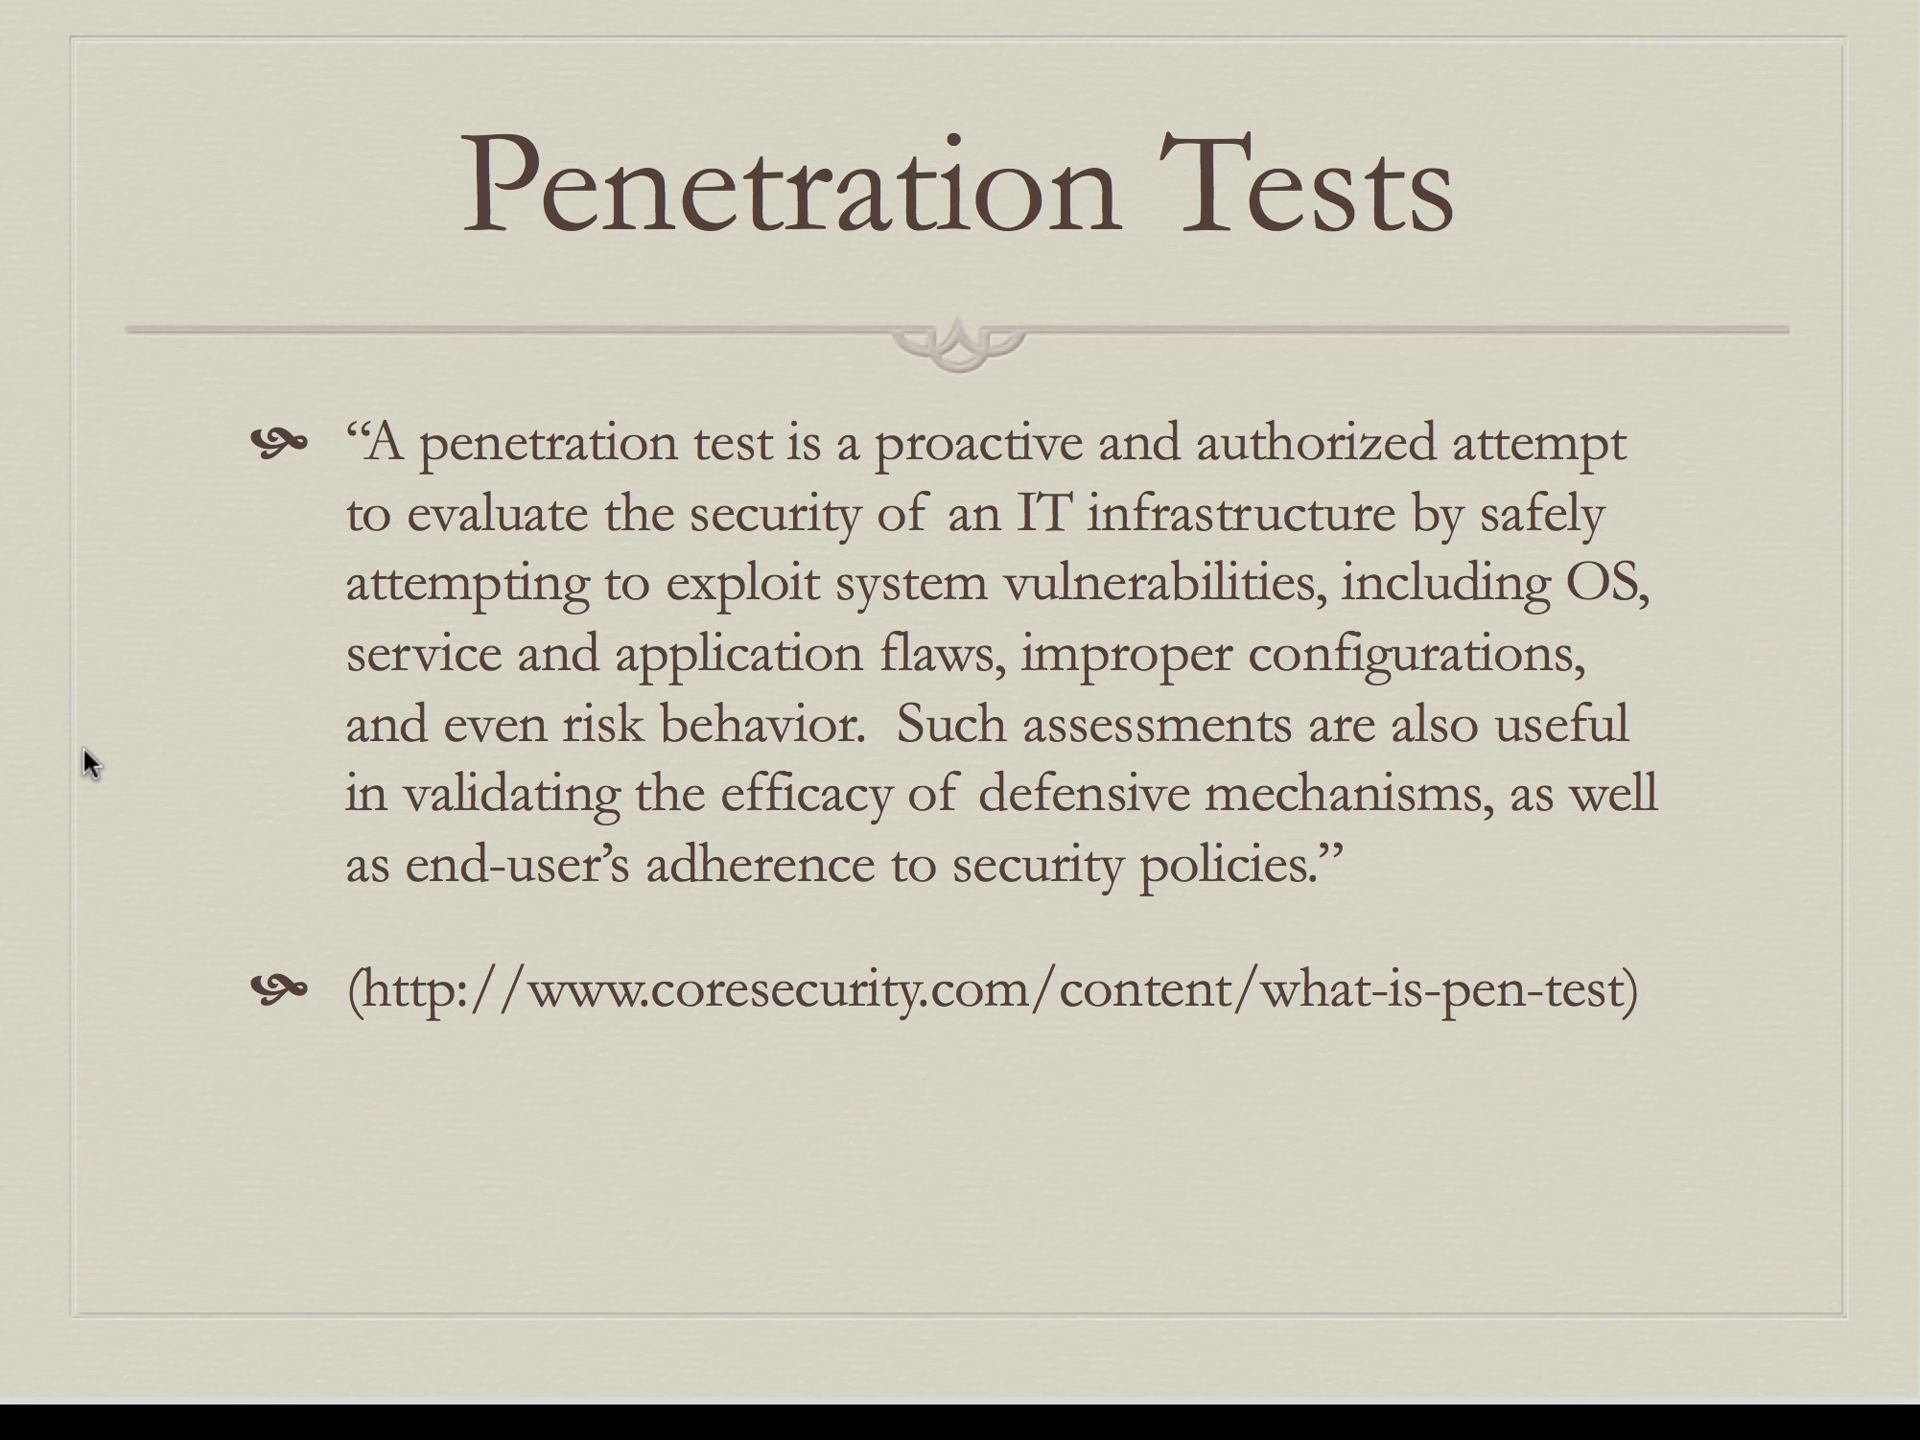 Penetration Tests
“A penetration test is a proactive and authorized attempt
to evaluate the security of an IT infrastructure by safely
attempting to exploit system vulnerabilities, including OS,
service and application flaws, improper configurations,
and even risk behavior.  Such assessments are also useful
in validating the efficacy of defensive mechanisms, as well
as end-user’s adherence to security policies.”
(http://www.coresecurity.com/content/what-is-pen-test)